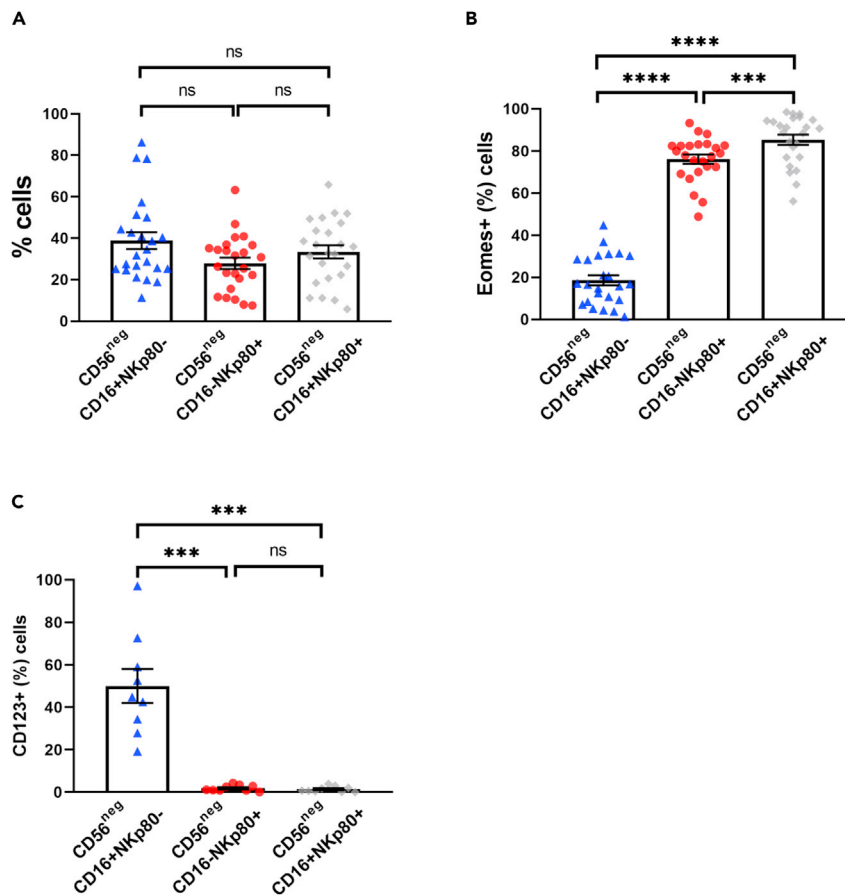 A
ns
ns ns
% cells
100
80
60
40
20
0
CD56neg
CD16+NKp80-
CD56neg
CD16-NKp80+
CD56neg
CD16+NKp80+
B
****
**** ***
Eomes+ (%) cells
100
80
60
40
20
0
CD56neg
CD16+NKp80-
CD56neg
CD16-NKp80+
CD56neg
CD16+NKp80+
C
***
*** ns
CD123+ (%) cells
100
80
60
40
20
0
CD56neg
CD16+NKp80-
CD56neg
CD16-NKp80+
CD56neg
CD16+NKp80+